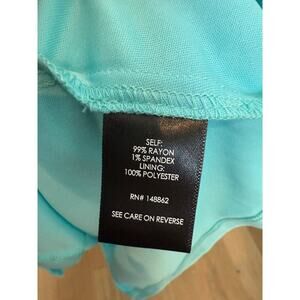 SELF:
99% RAYON
1% SPANDEX
LINING:
100% POLYESTER
RN# 148862
SEE CARE ON REVERSE